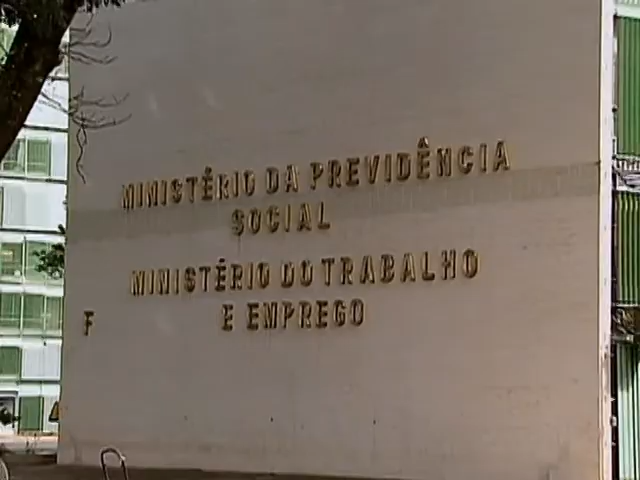 MINISTÉRIO DA PREVIDÊNCIA
SOCIAL
MINISTÉRIO DO TRABALHO
E EMPREGO
F